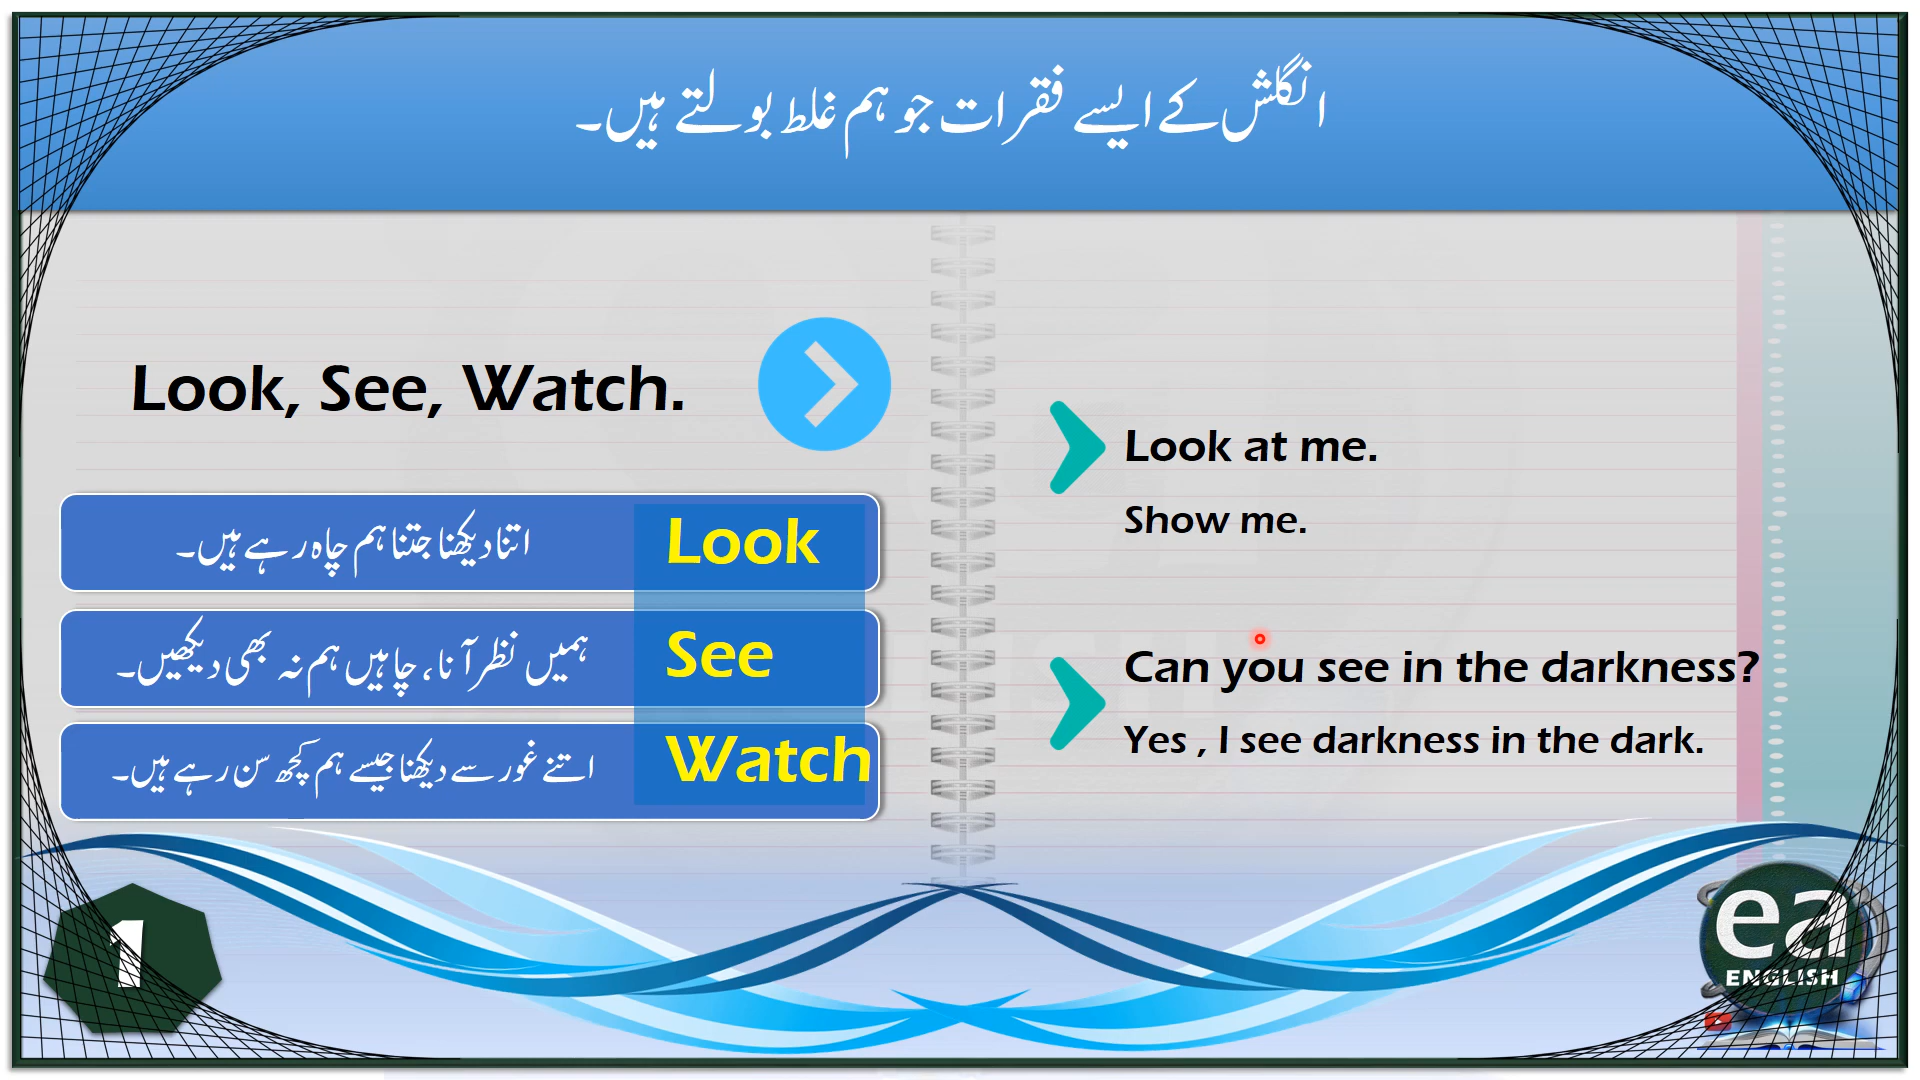 انگلش کے ایسے فقرات جو ہم غلط بولتے ہیں۔
Look, See, Watch.
اتنا دیکھنا جتنا ہم چاہ رہے ہیں۔ Look
ہمیں نظر آنا، چاہیں ہم نہ بھی دیکھیں۔ See
اتنے غور سے دیکھنا جیسے ہم کچھ سن رہے ہیں۔ Watch
Look at me.
Show me.
Can you see in the darkness?
Yes , I see darkness in the dark.
1
ea
ENGLISH